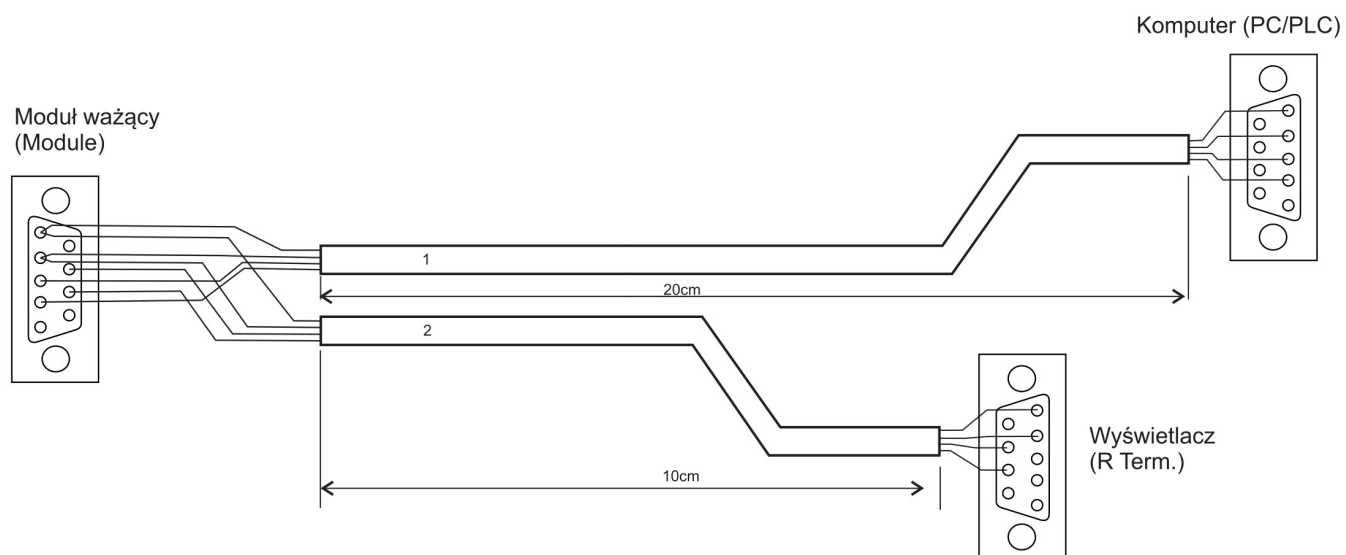 Komputer (PC/PLC)
Moduł ważący
(Module)
1
20cm
2
Wyświetlacz
(R Term.)
10cm